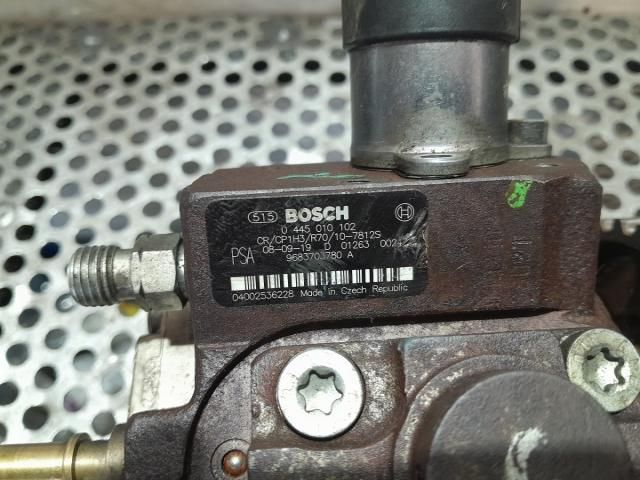 515 BOSCH
0 445 010 102
CR/CP1H3/R70/10-7812S
PSA 08-09-19 D 01263
9683703780 A
04002536228 Made in Czech Republic